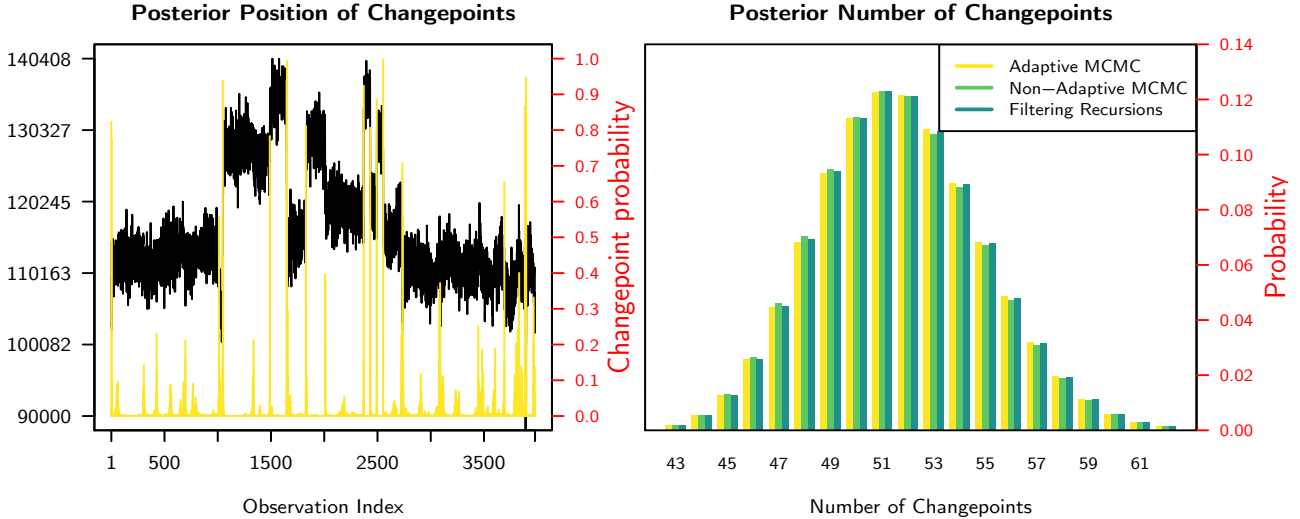 Posterior Position of Changepoints
140408
130327
120245
110163
100082
90000
1.0
0.9
0.8
0.7
0.6
0.5
0.4
0.3
0.2
0.1
0.0
Changepoint probability
1 500 1500 2500 3500
Observation Index
Posterior Number of Changepoints
Adaptive MCMC
Non−Adaptive MCMC
Filtering Recursions
0.14
0.12
0.10
0.08
0.06
0.04
0.02
0.00
Probability
43 45 47 49 51 53 55 57 59 61
Number of Changepoints